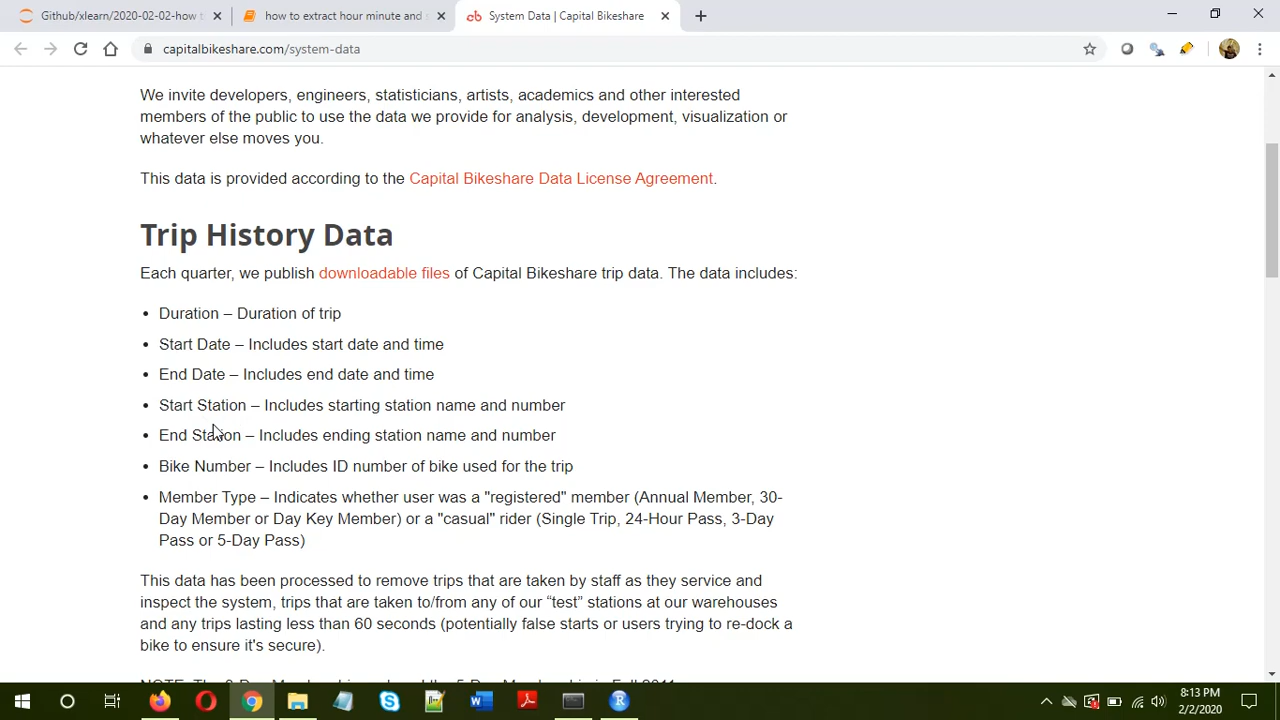 Github/xlearn/2020-02-02-how t
how to extract hour minute and s
System Data | Capital Bikeshare
capitalbikeshare.com/system-data
We invite developers, engineers, statisticians, artists, academics and other interested
members of the public to use the data we provide for analysis, development, visualization or
whatever else moves you.
This data is provided according to the Capital Bikeshare Data License Agreement.
Trip History Data
Each quarter, we publish downloadable files of Capital Bikeshare trip data. The data includes:
• Duration – Duration of trip
• Start Date – Includes start date and time
• End Date – Includes end date and time
• Start Station – Includes starting station name and number
• End Station – Includes ending station name and number
• Bike Number – Includes ID number of bike used for the trip
• Member Type – Indicates whether user was a "registered" member (Annual Member, 30-
Day Member or Day Key Member) or a "casual" rider (Single Trip, 24-Hour Pass, 3-Day
Pass or 5-Day Pass)
This data has been processed to remove trips that are taken by staff as they service and
inspect the system, trips that are taken to/from any of our “test” stations at our warehouses
and any trips lasting less than 60 seconds (potentially false starts or users trying to re-dock a
bike to ensure it's secure).
8:13 PM
2/2/2020